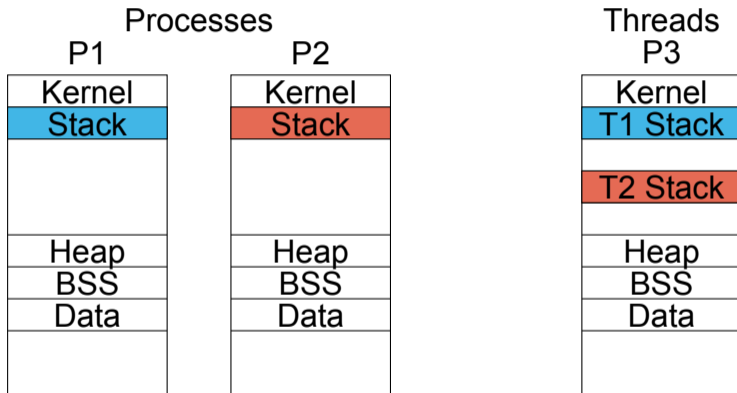 Processes
P1
Kernel
Stack
Heap
BSS
Data
P2
Kernel
Stack
Heap
BSS
Data
Threads
P3
Kernel
T1 Stack
T2 Stack
Heap
BSS
Data